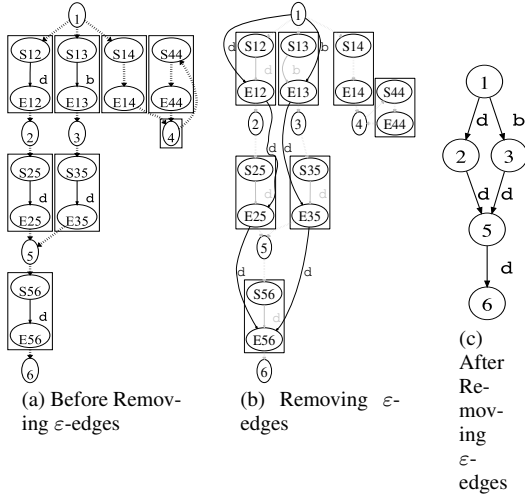 1
S12 S13 S14 S44
d b
E12 E13 E14 E44
2 3 4
S25 S35
d d
E25 E35
5
S56
d
E56
6
(a) Before Remov-
ing ε-edges
1
d S12 S13 b S14
d b
S44
E12 E13 E14
2 3 4 E44
d d
S25 S35
d d
E25 E35
5
d S56 d
d
E56
6
(b) Removing ε-
edges
1
d b
2 3
d d
5
d
6
(c)
After
Re-
mov-
ing
ε-
edges